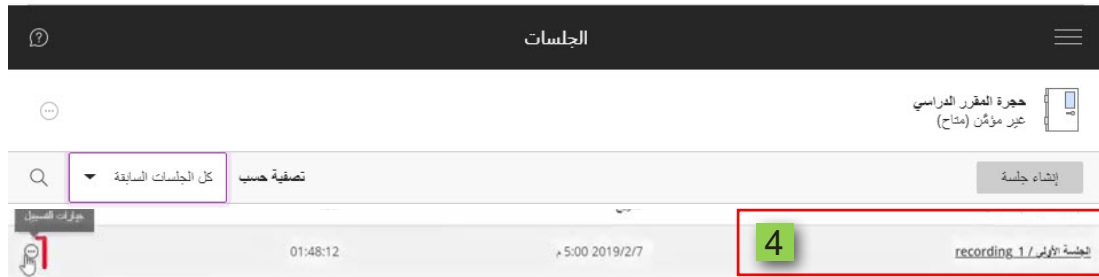 الجلسات
حجرة المقرر الدراسي
غير مؤمَّن (متاح)
إنشاء جلسة
تصفية حسب
كل الجلسات السابقة
خيارات التسجيل
4
الجلسة الأولى / recording 1
5:00 2019/2/7 م
01:48:12